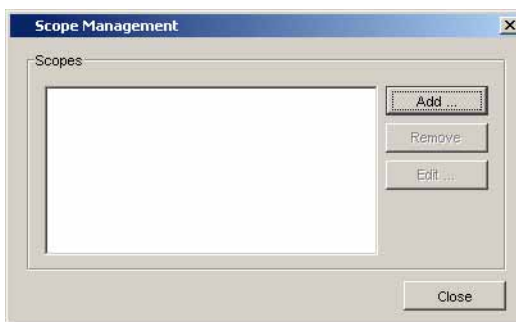 Scope Management
Scopes
Add ...
Remove
Edit ...
Close